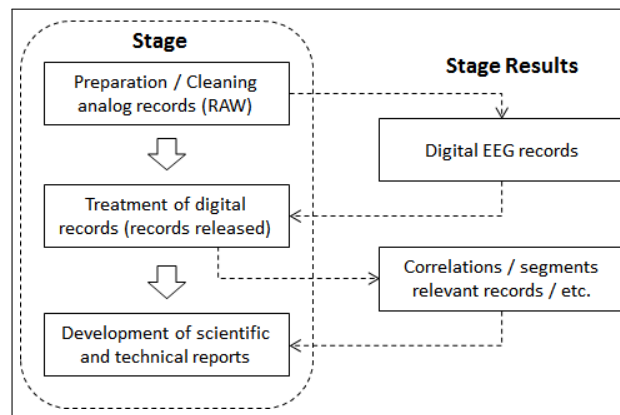 Stage
Preparation / Cleaning
analog records (RAW)
Stage Results
Digital EEG records
Treatment of digital
records (records released)
Correlations / segments
relevant records / etc.
Development of scientific
and technical reports